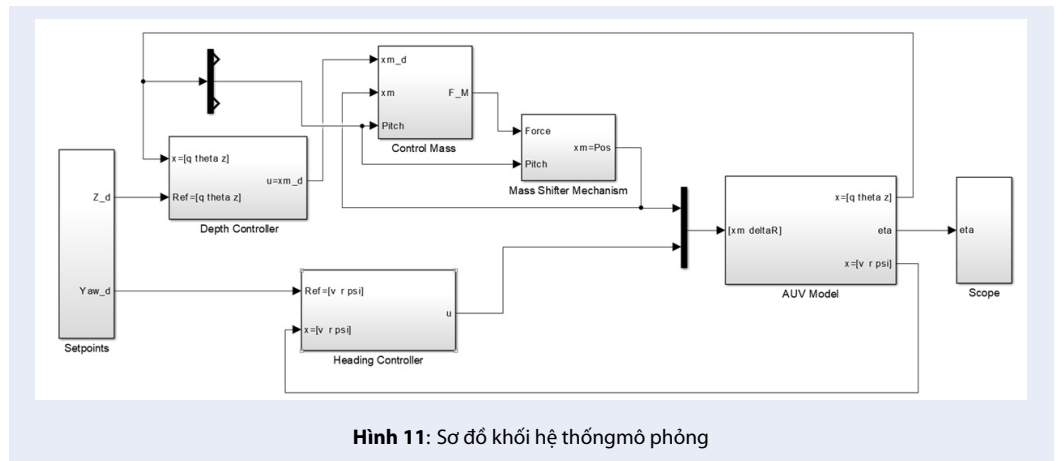 xm_d
xm
F_M
Pitch
Control Mass
Force
xm=Pos
Pitch
Mass Shifter Mechanism
x=[q theta z]
u=xm_d
Ref=[q theta z]
Depth Controller
Z_d
Yaw_d
Setpoints
Ref=[v r psi]
u
x=[v r psi]
Heading Controller
x=[q theta z]
[xm deltaR]
eta
x=[v r psi]
AUV Model
eta
Scope
Hình 11: Sơ đồ khối hệ thốngmô phỏng